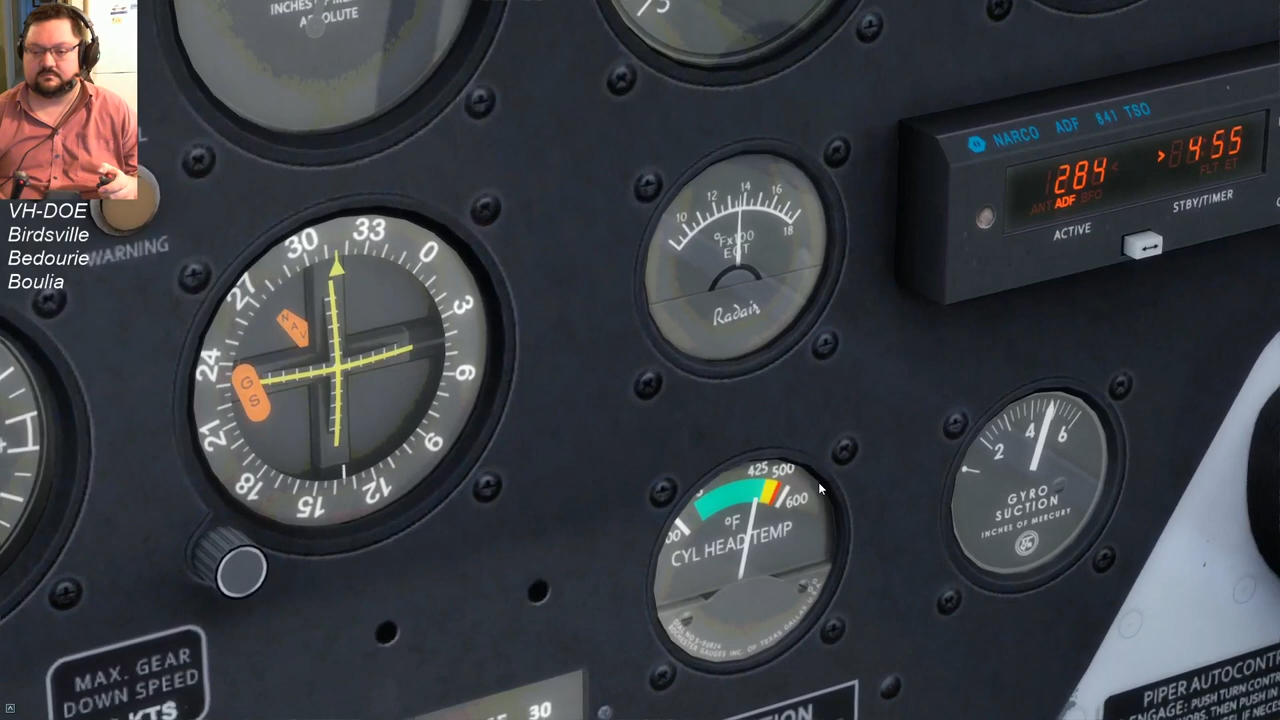 INCHES
ABSOLUTE
VH-DOE
Birdsville
Bedourie
Boulia
WARNING
NARCO ADF 841 TSO
284
>4:55
ANT ADF BFO
FLT ET
ACTIVE
STBY/TIMER
10 12 14 16 18
°Fx100
EGT
Radair
33 0 3 6 9 12 15 18 21 24 27 30
NAV
GS
425 500
600
°F
CYL HEAD TEMP
2 4 6
GYRO
SUCTION
INCHES OF MERCURY
MAX. GEAR
DOWN SPEED
KTS
30
PIPER AUTOCONTR
ENGAGE: PUSH TURN CONTR